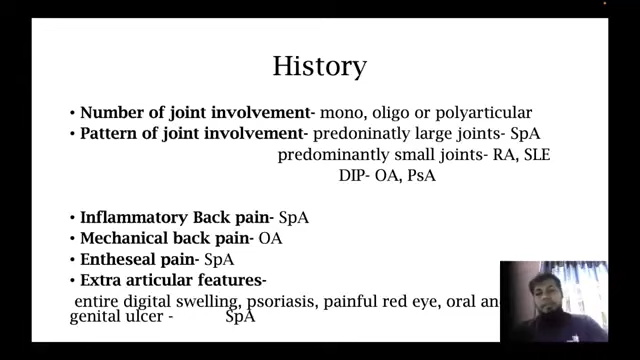 History
• Number of joint involvement- mono, oligo or polyarticular
• Pattern of joint involvement- predoninatly large joints- SpA
predominantly small joints- RA, SLE
DIP- OA, PsA
• Inflammatory Back pain- SpA
• Mechanical back pain- OA
• Entheseal pain- SpA
• Extra articular features-
entire digital swelling, psoriasis, painful red eye, oral and
genital ulcer - SpA